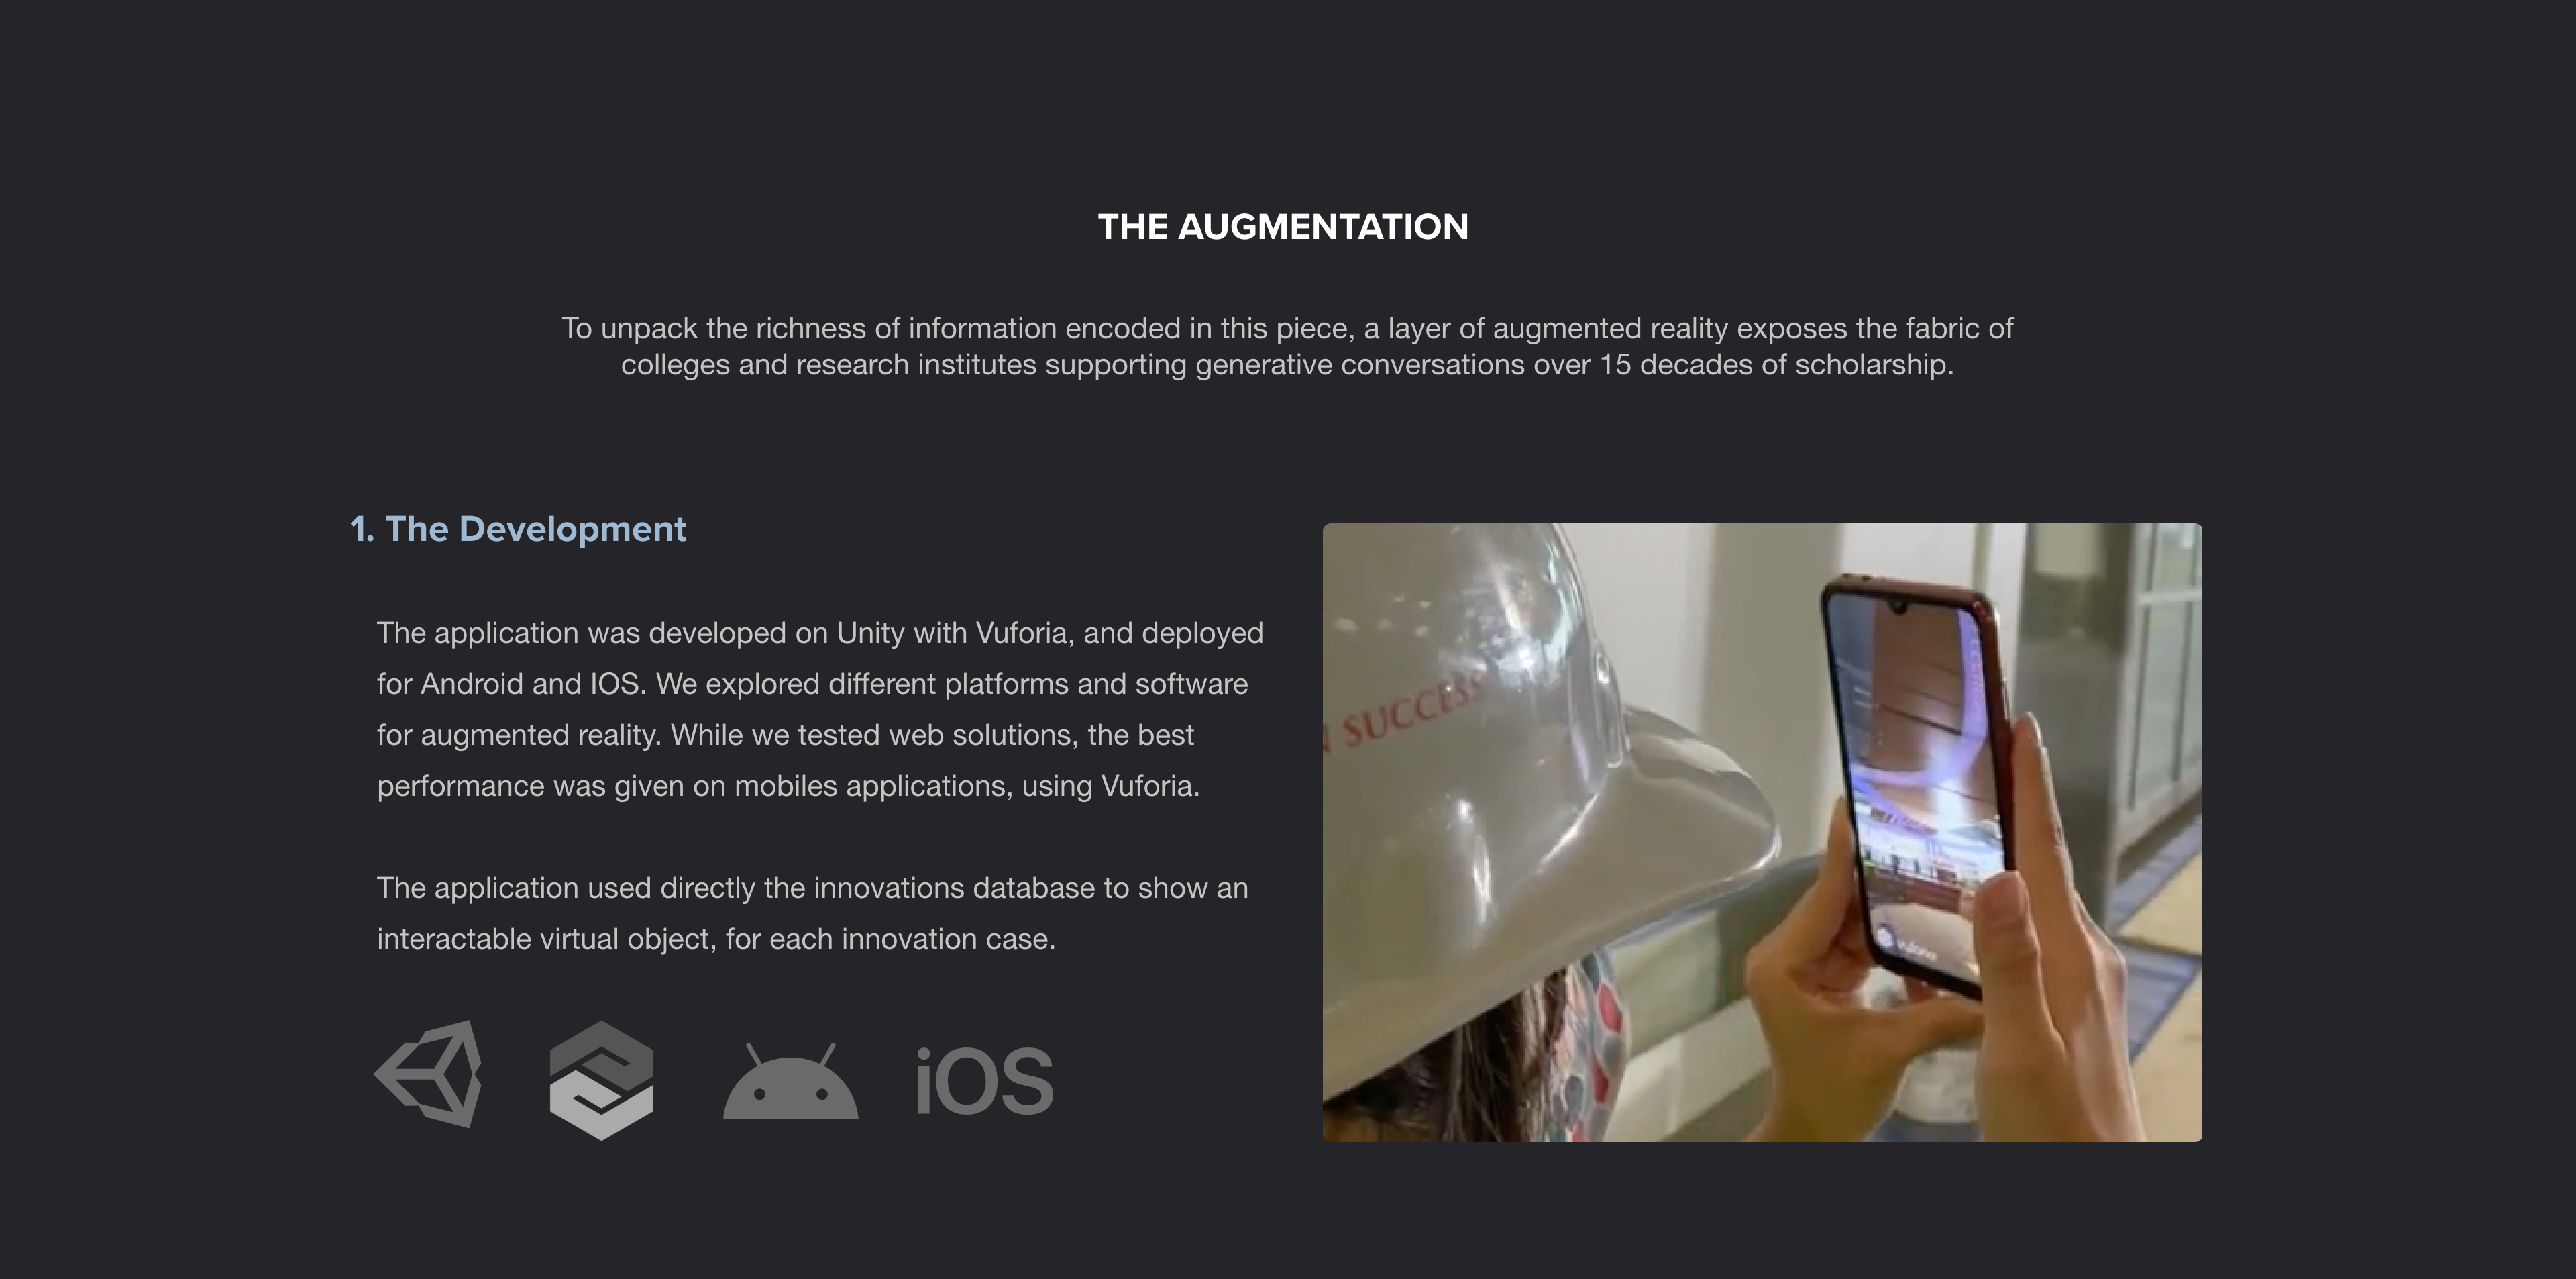 THE AUGMENTATION
To unpack the richness of information encoded in this piece, a layer of augmented reality exposes the fabric of
colleges and research institutes supporting generative conversations over 15 decades of scholarship.
1. The Development
The application was developed on Unity with Vuforia, and deployed
for Android and IOS. We explored different platforms and software
for augmented reality. While we tested web solutions, the best
performance was given on mobiles applications, using Vuforia.
The application used directly the innovations database to show an
interactable virtual object, for each innovation case.
iOS
SUCCESS
vuforia